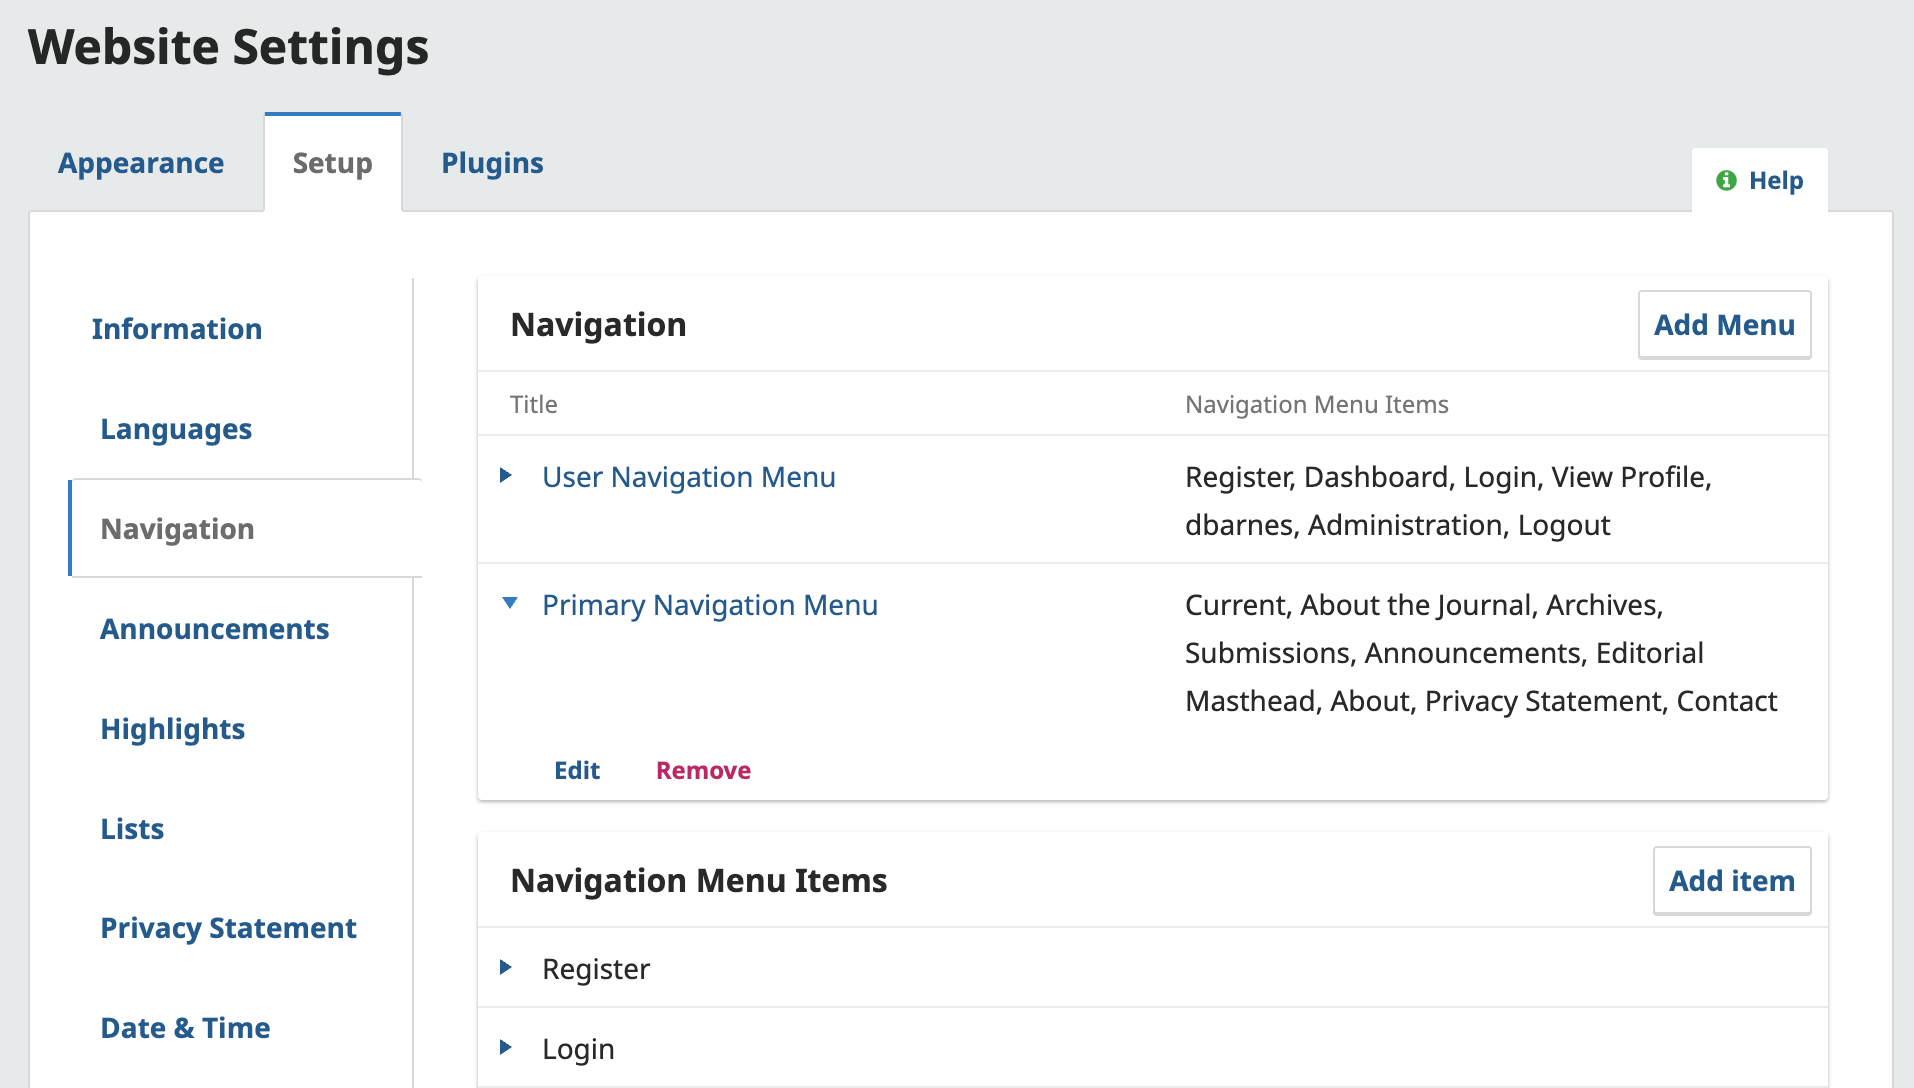 Website Settings
Appearance
Setup
Plugins
Help
Information
Languages
Navigation
Announcements
Highlights
Lists
Privacy Statement
Date & Time
Navigation
Add Menu
Title
Navigation Menu Items
User Navigation Menu
Register, Dashboard, Login, View Profile,
dbarnes, Administration, Logout
Primary Navigation Menu
Current, About the Journal, Archives,
Submissions, Announcements, Editorial
Masthead, About, Privacy Statement, Contact
Edit
Remove
Navigation Menu Items
Add item
Register
Login